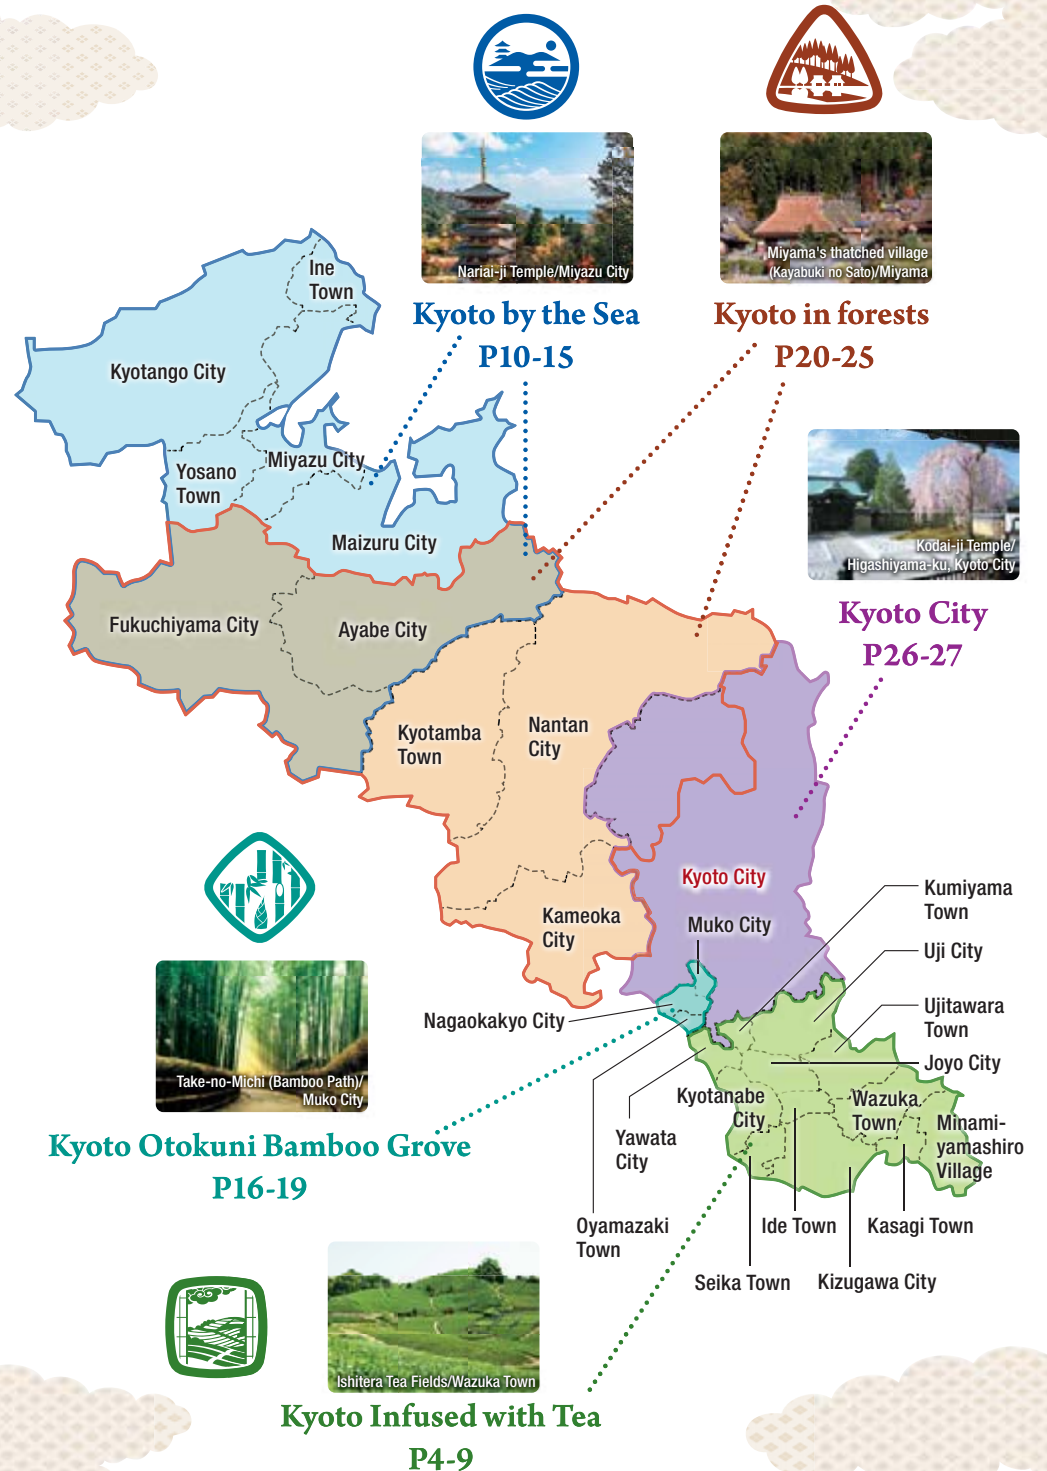 Nariai-ji Temple/Miyazu City
Kyoto by the Sea
P10-15
Miyama's thatched village
(Kayabuki no Sato)/Miyama
Kyoto in forests
P20-25
Kodai-ji Temple/
Higashiyama-ku, Kyoto City
Kyoto City
P26-27
Ine
Town
Kyotango City
Yosano
Town
Miyazu City
Maizuru City
Fukuchiyama City
Ayabe City
Kyotamba
Town
Nantan
City
Kameoka
City
Kyoto City
Muko City
Nagaokakyo City
Kumiyama
Town
Uji City
Ujitawara
Town
Joyo City
Kyotanabe
City
Wazuka
Town
Minami-
yamashiro
Village
Yawata
City
Oyamazaki
Town
Ide Town
Kasagi Town
Seika Town
Kizugawa City
Take-no-Michi (Bamboo Path)/
Muko City
Kyoto Otokuni Bamboo Grove
P16-19
Ishitera Tea Fields/Wazuka Town
Kyoto Infused with Tea
P4-9